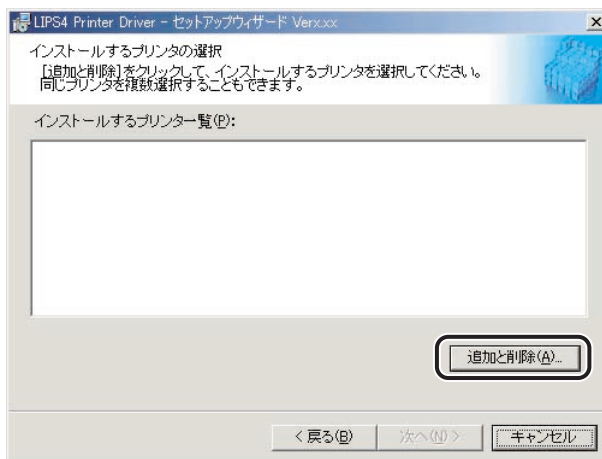 LIPS4 Printer Driver - セットアップウィザード Verx.xx
インストールするプリンタの選択
[追加と削除]をクリックして、インストールするプリンタを選択してください。
同じプリンタを複数選択することもできます。
インストールするプリンター覧(P):
追加と削除(A)...
< 戻る(B)
次へ(N) >
キャンセル